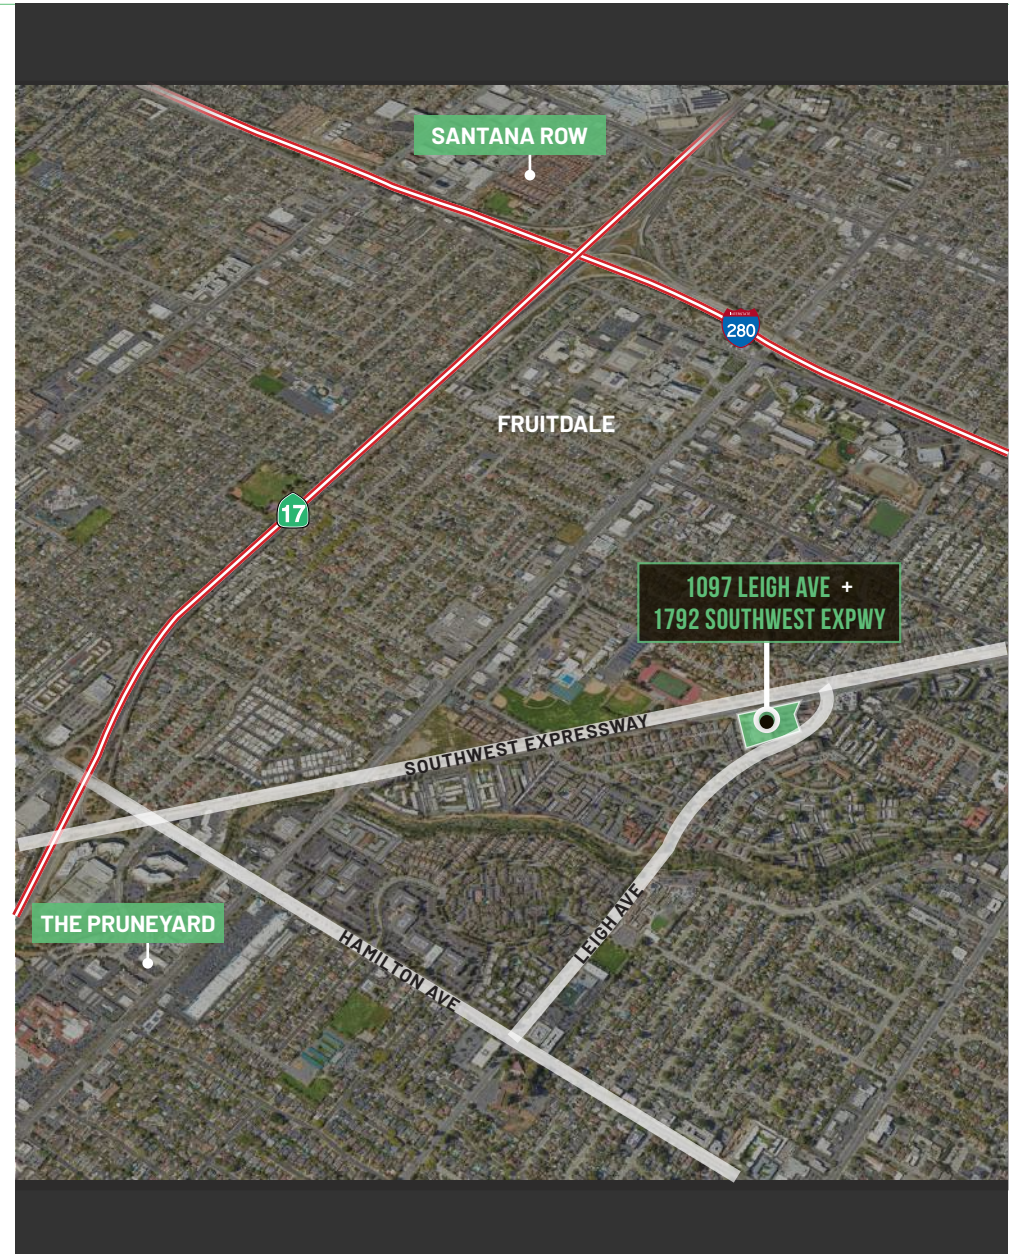 SANTANA ROW
INTERSTATE
280
FRUITDALE
17
1097 LEIGH AVE +
1792 SOUTHWEST EXPWY
SOUTHWEST EXPRESSWAY
THE PRUNEYARD
HAMILTON AVE
LEIGH AVE